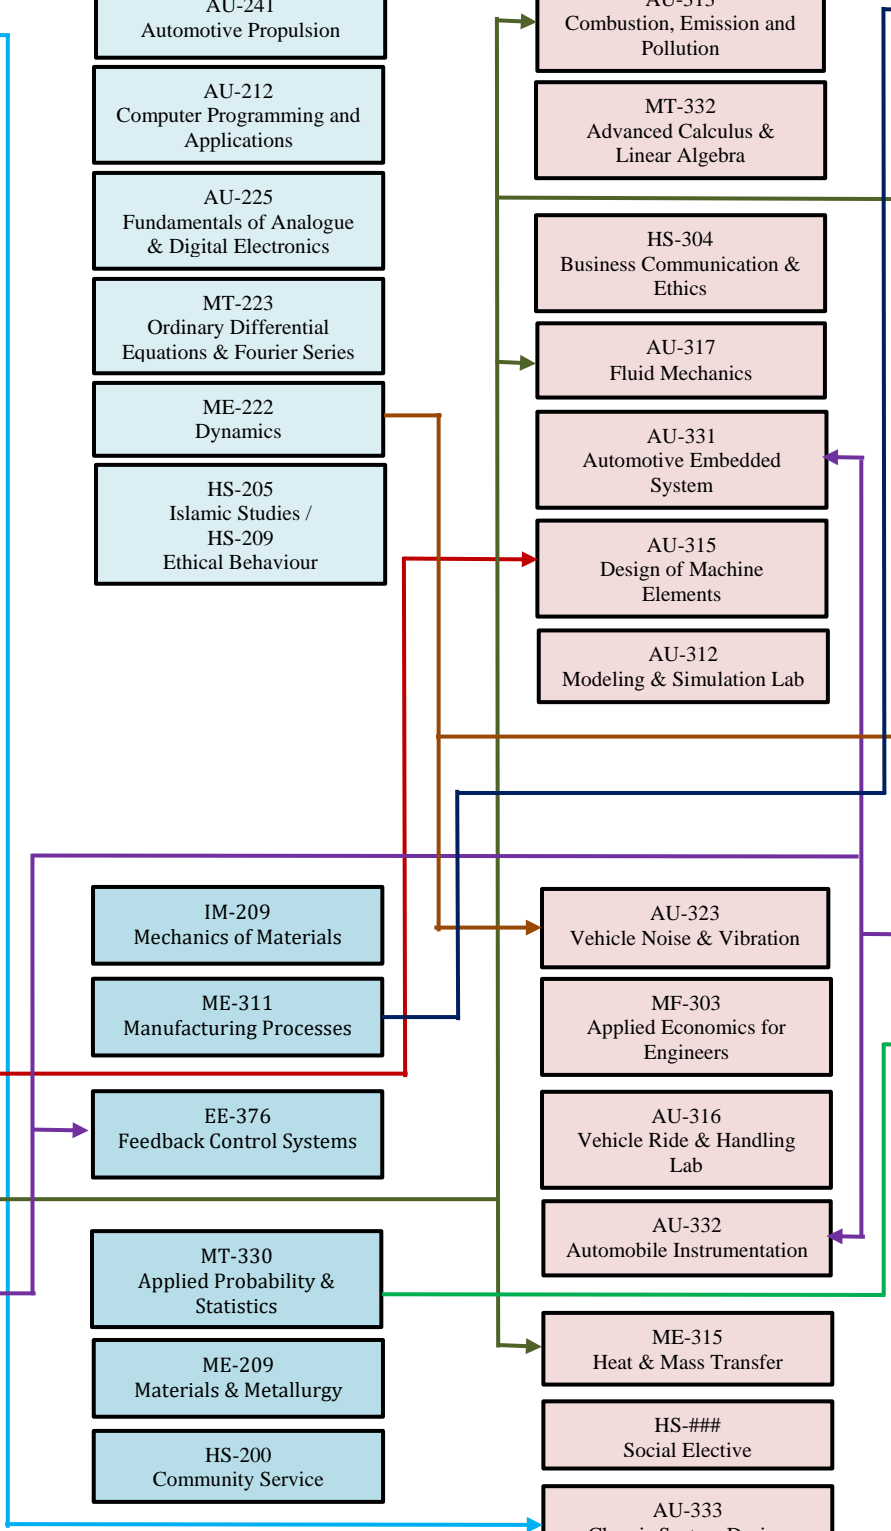 AU-241
Automotive Propulsion
AU-212
Computer Programming and
Applications
AU-225
Fundamentals of Analogue
& Digital Electronics
MT-223
Ordinary Differential
Equations & Fourier Series
ME-222
Dynamics
HS-205
Islamic Studies /
HS-209
Ethical Behaviour
IM-209
Mechanics of Materials
ME-311
Manufacturing Processes
EE-376
Feedback Control Systems
MT-330
Applied Probability &
Statistics
ME-209
Materials & Metallurgy
HS-200
Community Service
Combustion, Emission and
Pollution
MT-332
Advanced Calculus &
Linear Algebra
HS-304
Business Communication &
Ethics
AU-317
Fluid Mechanics
AU-331
Automotive Embedded
System
AU-315
Design of Machine
Elements
AU-312
Modeling & Simulation Lab
AU-323
Vehicle Noise & Vibration
MF-303
Applied Economics for
Engineers
AU-316
Vehicle Ride & Handling
Lab
AU-332
Automobile Instrumentation
ME-315
Heat & Mass Transfer
HS-###
Social Elective
AU-333